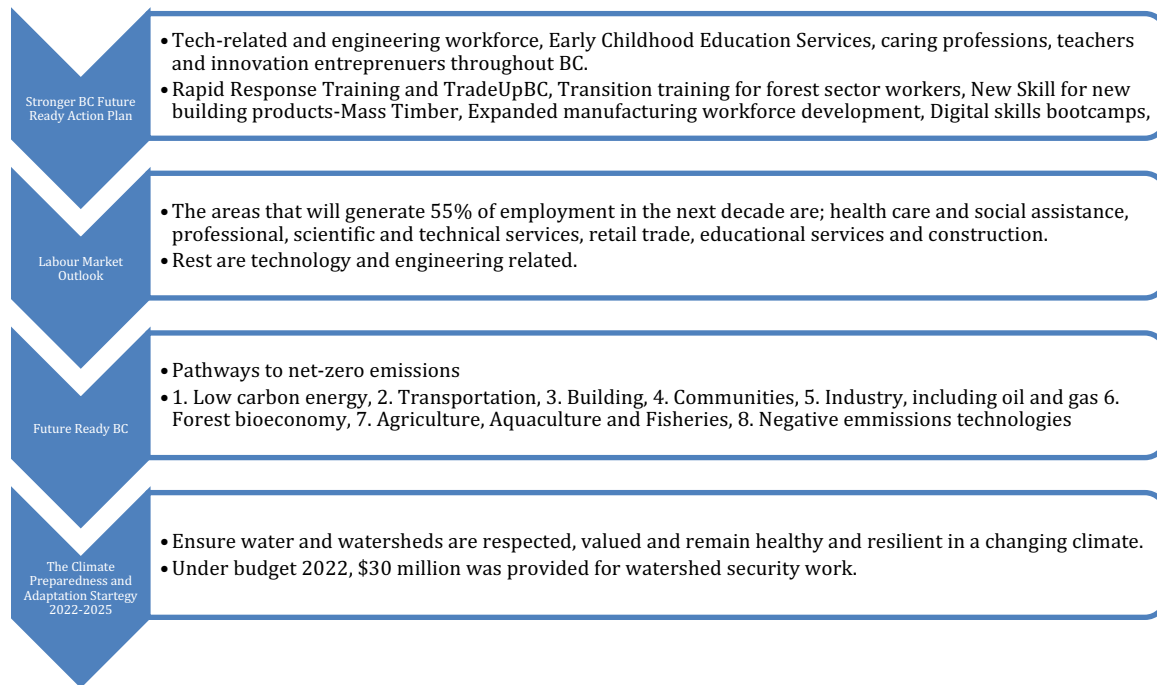 Stronger BC Future
Ready Action Plan
• Tech-related and engineering workforce, Early Childhood Education Services, caring professions, teachers
and innovation entreprenuers throughout BC.
• Rapid Response Training and TradeUpBC, Transition training for forest sector workers, New Skill for new
building products-Mass Timber, Expanded manufacturing workforce development, Digital skills bootcamps,
Labour Market
Outlook
• The areas that will generate 55% of employment in the next decade are; health care and social assistance,
professional, scientific and technical services, retail trade, educational services and construction.
• Rest are technology and engineering related.
Future Ready BC
• Pathways to net-zero emissions
• 1. Low carbon energy, 2. Transportation, 3. Building, 4. Communities, 5. Industry, including oil and gas 6.
Forest bioeconomy, 7. Agriculture, Aquaculture and Fisheries, 8. Negative emmissions technologies
The Climate
Preparedness and
Adaptation Startegy
2022-2025
• Ensure water and watersheds are respected, valued and remain healthy and resilient in a changing climate.
• Under budget 2022, $30 million was provided for watershed security work.